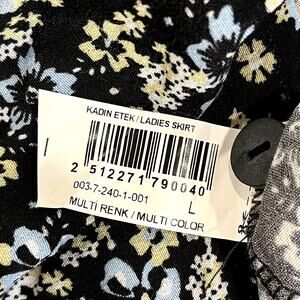 KADIN ETEK / LADIES SKIRT
2 512271 790040
003-7-240-1-001
L
MULTI RENK / MULTI COLOR